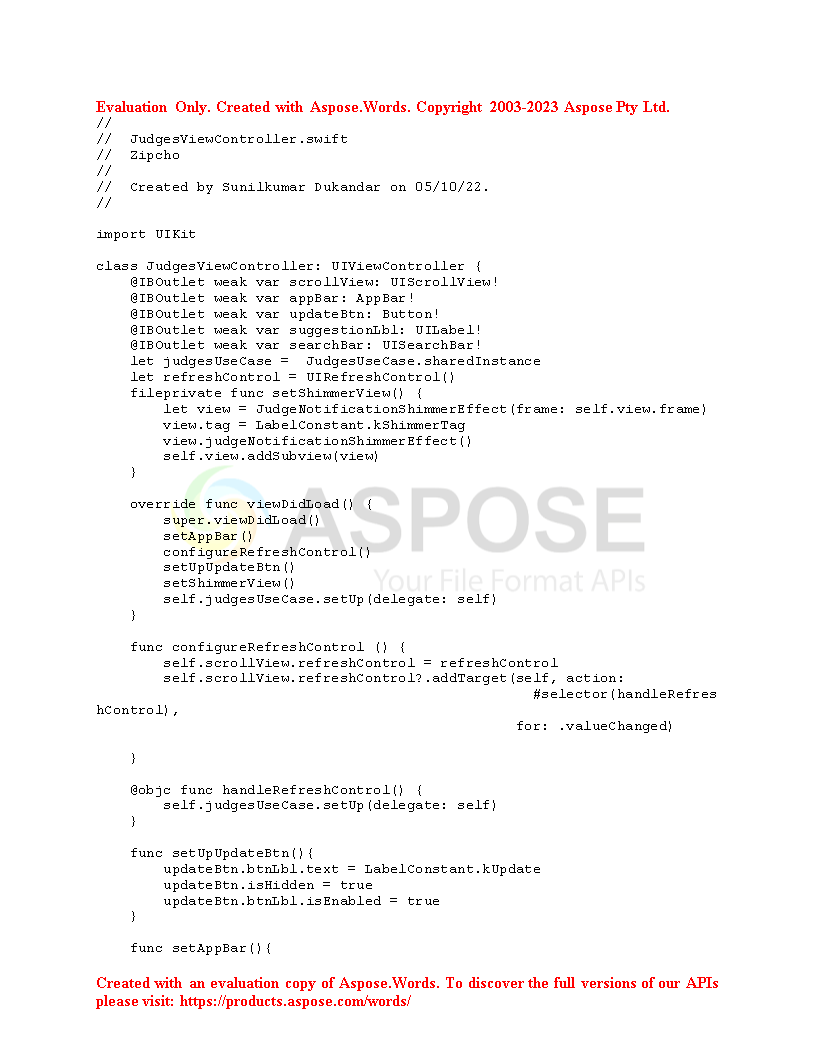 Evaluation Only. Created with Aspose.Words. Copyright 2003-2023 Aspose Pty Ltd.
//
//  JudgesViewController.swift
//  Zipcho
//
//  Created by Sunilkumar Dukandar on 05/10/22.
//
import UIKit
class JudgesViewController: UIViewController {
    @IBOutlet weak var scrollView: UIScrollView!
    @IBOutlet weak var appBar: AppBar!
    @IBOutlet weak var updateBtn: Button!
    @IBOutlet weak var suggestionLbl: UILabel!
    @IBOutlet weak var searchBar: UISearchBar!
    let judgesUseCase =  JudgesUseCase.sharedInstance
    let refreshControl = UIRefreshControl()
    fileprivate func setShimmerView() {
        let view = JudgeNotificationShimmerEffect(frame: self.view.frame)
        view.tag = LabelConstant.kShimmerTag
        view.judgeNotificationShimmerEffect()
        self.view.addSubview(view)
    }
    override func viewDidLoad() {
        super.viewDidLoad()
        setAppBar()
        configureRefreshControl()
        setUpUpdateBtn()
        setShimmerView()
        self.judgesUseCase.setUp(delegate: self)
    }
ASPOSE
Your File Format APIs
    func configureRefreshControl () {
        self.scrollView.refreshControl = refreshControl
        self.scrollView.refreshControl?.addTarget(self, action:
                                                    #selector(handleRefres
hControl),
                                                  for: .valueChanged)
    }
    @objc func handleRefreshControl() {
        self.judgesUseCase.setUp(delegate: self)
    }
    func setUpUpdateBtn(){
        updateBtn.btnLbl.text = LabelConstant.kUpdate
        updateBtn.isHidden = true
        updateBtn.btnLbl.isEnabled = true
    }
    func setAppBar(){
Created with an evaluation copy of Aspose.Words. To discover the full versions of our APIs
please visit: https://products.aspose.com/words/